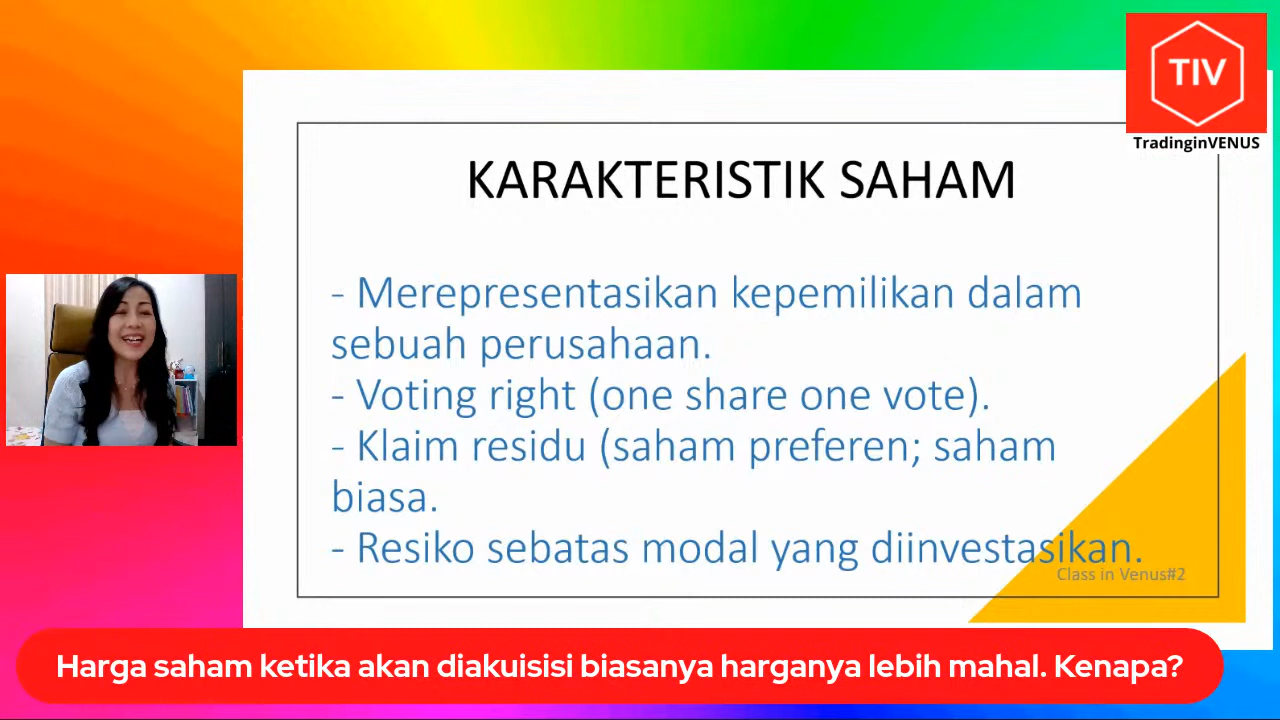 TIV
TradinginVENUS
KARAKTERISTIK SAHAM
- Merepresentasikan kepemilikan dalam
sebuah perusahaan.
- Voting right (one share one vote).
- Klaim residu (saham preferen; saham
biasa.
- Resiko sebatas modal yang diinvestasikan.
Class in Venus#2
Harga saham ketika akan diakuisisi biasanya harganya lebih mahal. Kenapa?